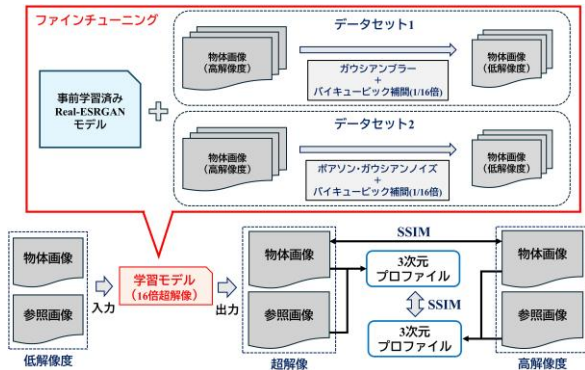 ファインチューニング
データセット1
物体画像
（高解像度）
ガウシアンブラー
+
バイキュービック補間(1/16倍)
物体画像
（低解像度）
事前学習済み
Real-ESRGAN
モデル
データセット2
物体画像
（高解像度）
ポアソン・ガウシアンノイズ
+
バイキュービック補間(1/16倍)
物体画像
（低解像度）
物体画像
参照画像
低解像度
入力
学習モデル
（16倍超解像）
出力
物体画像
参照画像
超解像
SSIM
3次元
プロファイル
SSIM
3次元
プロファイル
物体画像
参照画像
高解像度